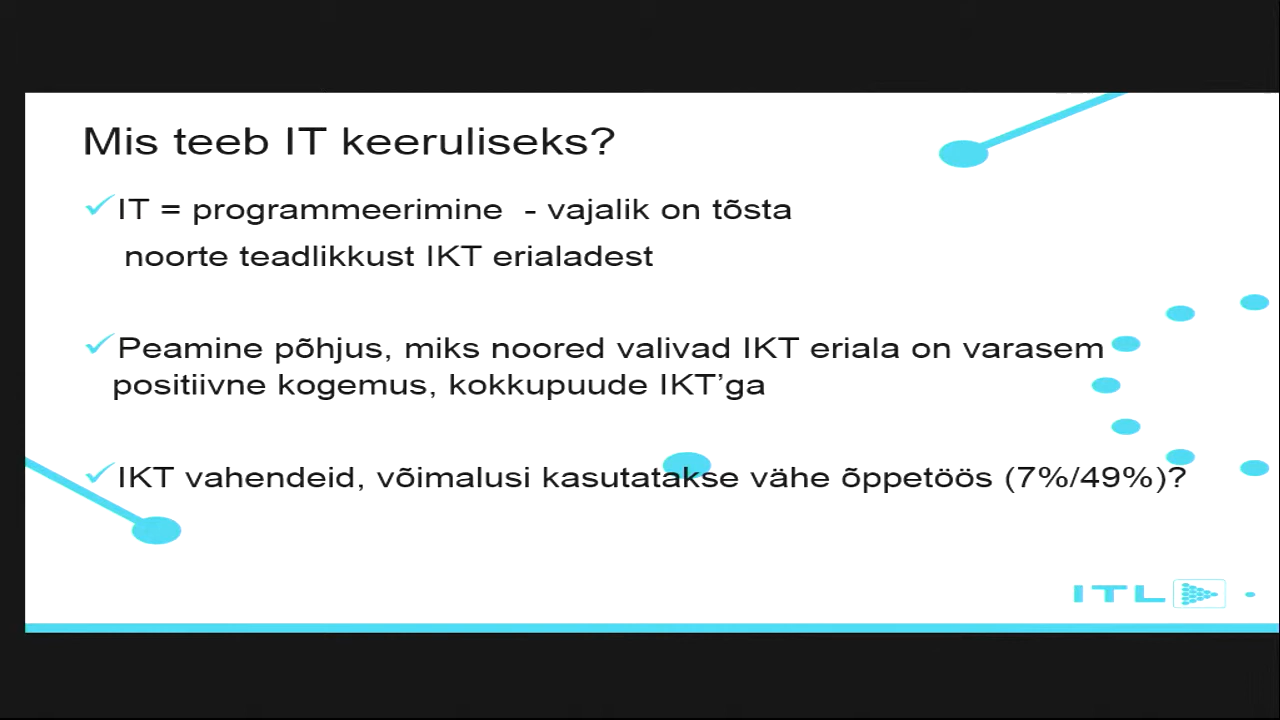 Mis teeb IT keeruliseks?
IT = programmeerimine - vajalik on tõsta
noorte teadlikkust IKT erialadest
Peamine põhjus, miks noored valivad IKT eriala on varasem
positiivne kogemus, kokkupuude IKT’ga
IKT vahendeid, võimalusi kasutatakse vähe õppetöös (7%/49%)?
ITL